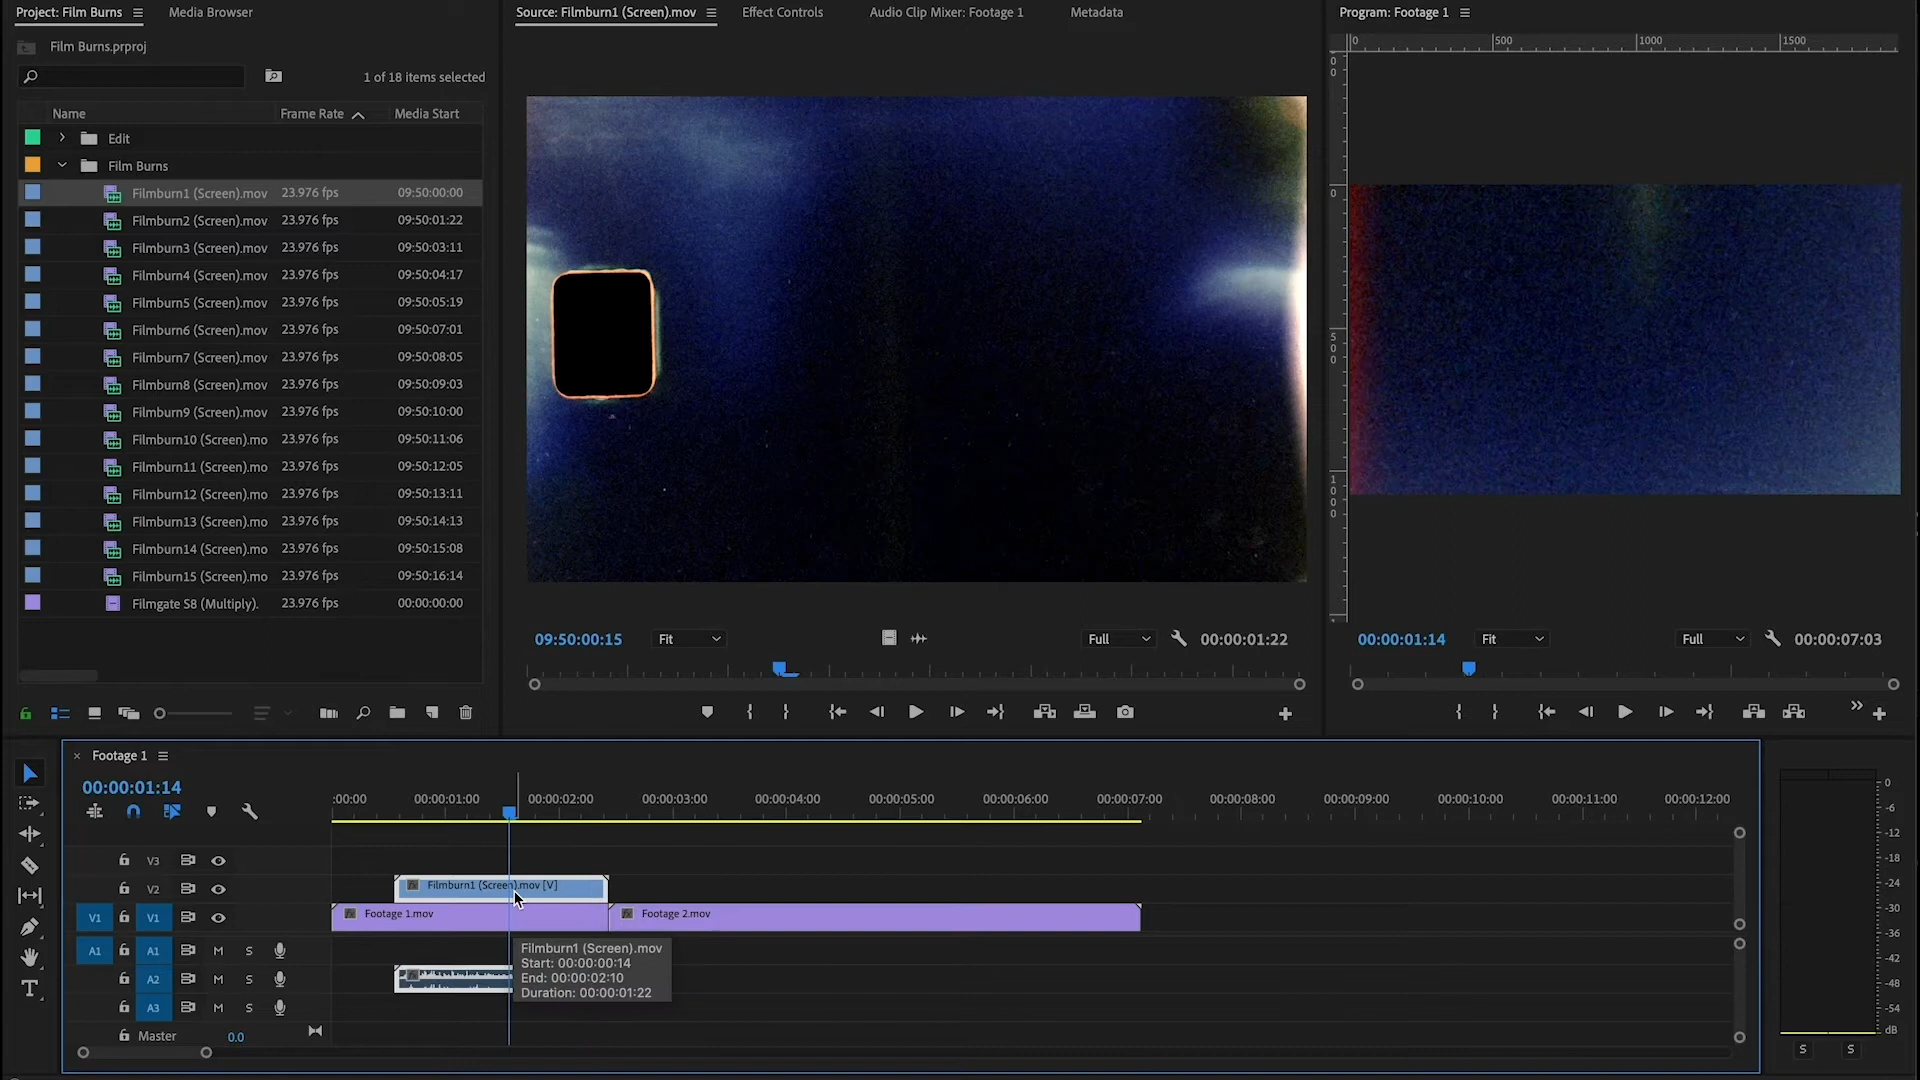 Project: Film Burns
Media Browser
Source: Filmburn1 (Screen).mov
Effect Controls
Audio Clip Mixer: Footage 1
Metadata
Program: Footage 1
Film Burns.prproj
1 of 18 items selected
Name Frame Rate Media Start
Edit
Film Burns
Filmburn1 (Screen).mov 23.976 fps 09:50:00:00
Filmburn2 (Screen).mov 23.976 fps 09:50:01:22
Filmburn3 (Screen).mov 23.976 fps 09:50:03:11
Filmburn4 (Screen).mov 23.976 fps 09:50:04:17
Filmburn5 (Screen).mov 23.976 fps 09:50:05:19
Filmburn6 (Screen).mov 23.976 fps 09:50:07:01
Filmburn7 (Screen).mov 23.976 fps 09:50:08:05
Filmburn8 (Screen).mov 23.976 fps 09:50:09:03
Filmburn9 (Screen).mov 23.976 fps 09:50:10:00
Filmburn10 (Screen).mo 23.976 fps 09:50:11:06
Filmburn11 (Screen).mo 23.976 fps 09:50:12:05
Filmburn12 (Screen).mo 23.976 fps 09:50:13:11
Filmburn13 (Screen).mo 23.976 fps 09:50:14:13
Filmburn14 (Screen).mo 23.976 fps 09:50:15:08
Filmburn15 (Screen).mo 23.976 fps 09:50:16:14
Filmgate S8 (Multiply). 23.976 fps 00:00:00:00
0 500 1000 1500
0
0
0
5
0
0
1
0
0
0
09:50:00:15 Fit Full 00:00:01:22
00:00:01:14 Fit Full 00:00:07:03
Footage 1
00:00:01:14
:00:00 00:00:01:00 00:00:02:00 00:00:03:00 00:00:04:00 00:00:05:00 00:00:06:00 00:00:07:00 00:00:08:00 00:00:09:00 00:00:10:00 00:00:11:00 00:00:12:00
V3
V2
Filmburn1 (Screen).mov [V]
V1 V1
Footage 1.mov
Footage 2.mov
A1 A1 M S
A2 M S
A3 M S
Master 0.0
Filmburn1 (Screen).mov
Start: 00:00:00:14
End: 00:00:02:10
Duration: 00:00:01:22
0
-6
-12
-18
-24
-30
-36
-42
-48
-54
dB
S S